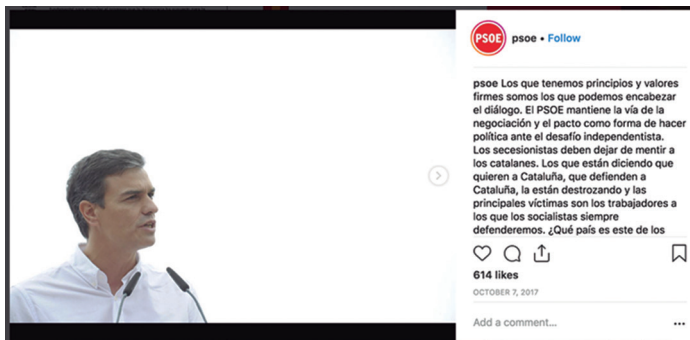 PSOE psoe • Follow
psoe Los que tenemos principios y valores
firmes somos los que podemos encabezar
el diálogo. El PSOE mantiene la vía de la
negociación y el pacto como forma de hacer
política ante el desafío independentista.
Los secesionistas deben dejar de mentir a
los catalanes. Los que están diciendo que
quieren a Cataluña, que defienden a
Cataluña, la están destrozando y las
principales víctimas son los trabajadores a
los que los socialistas siempre
defenderemos. ¿Qué país es este de los
614 likes
OCTOBER 7, 2017
Add a comment...